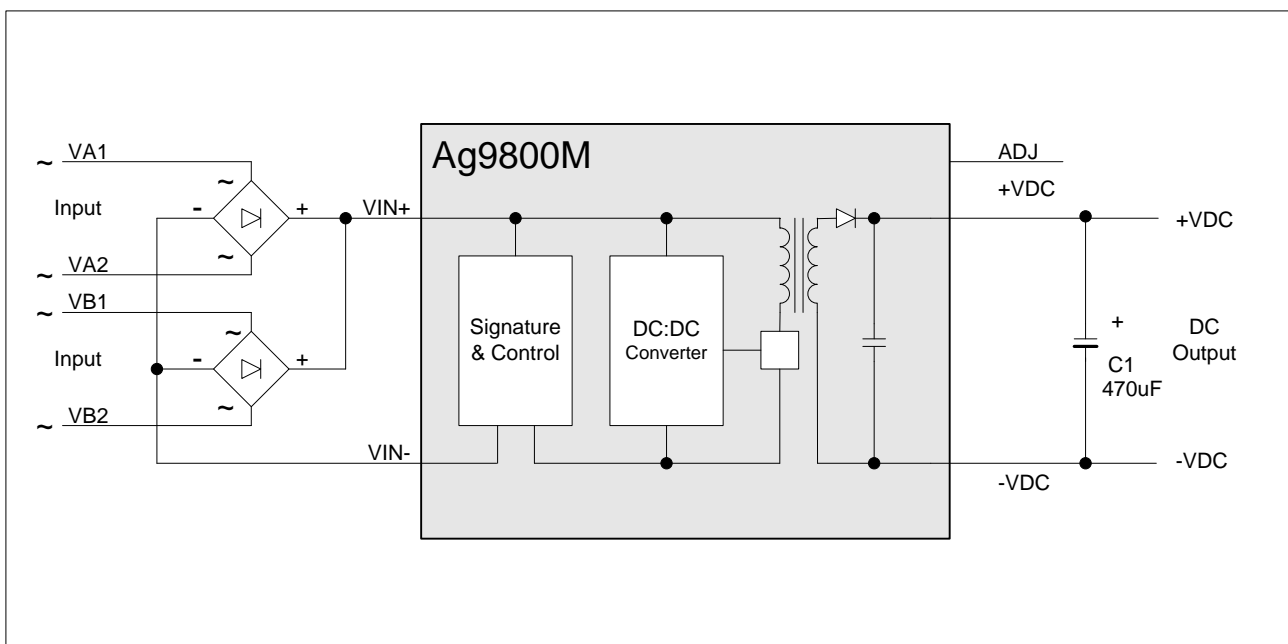 Ag9800M
~ VA1
~
Input
- +
VIN+
~
~ VA2
~ VB1
~
Input
- +
~
~ VB2
VIN-
Signature
& Control
DC:DC
Converter
ADJ
+VDC
+VDC
+
C1
470uF
DC
Output
-VDC
-VDC